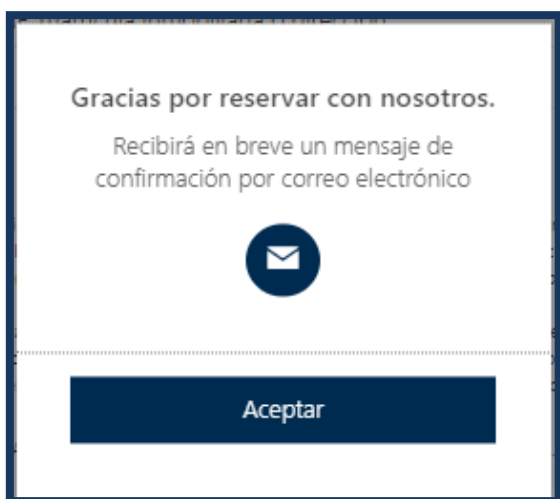 Gracias por reservar con nosotros.
Recibirá en breve un mensaje de
confirmación por correo electrónico
Aceptar